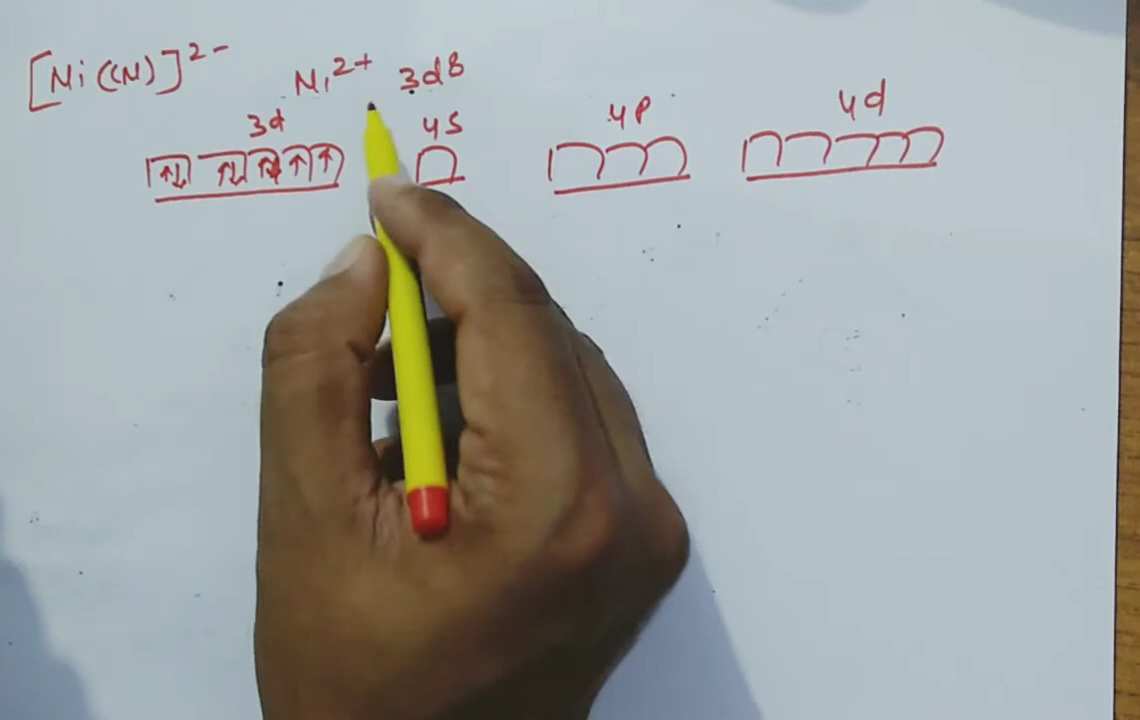 [Ni(CN)]²⁻ Ni²⁺ 3d8
3d 4s 4p 4d
↑↓ ↑↓ ↑↓ ↑ ↑